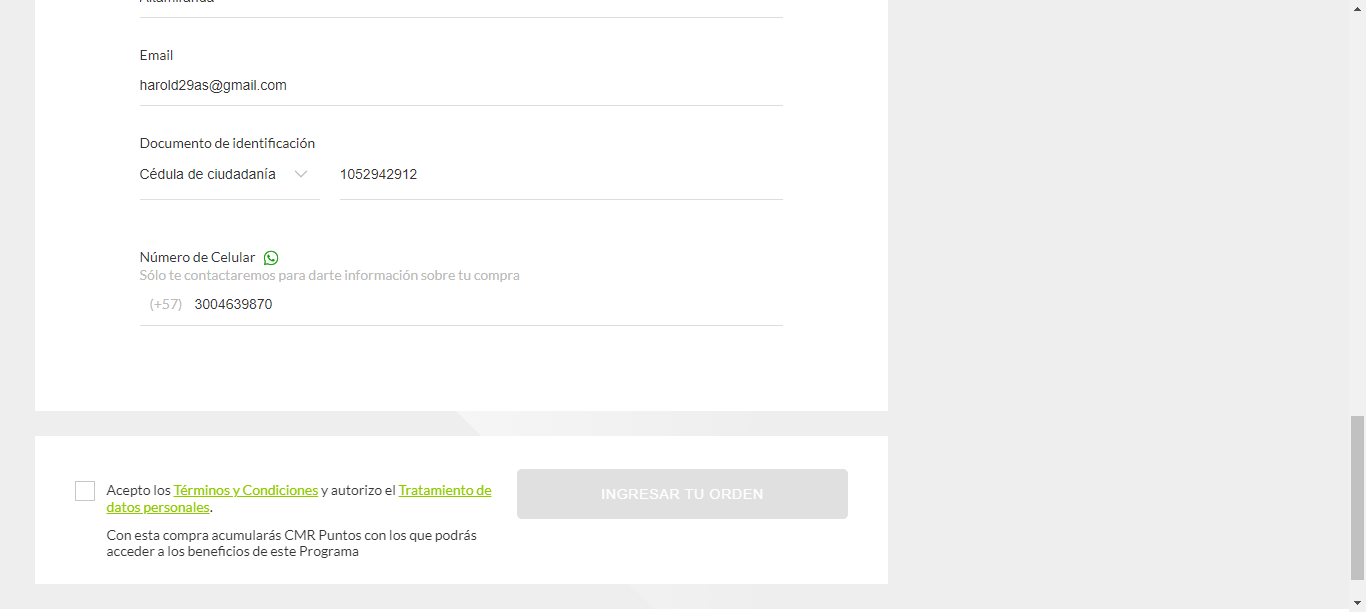 Altamiranda
Email
harold29as@gmail.com
Documento de identificación
Cédula de ciudadanía 1052942912
Número de Celular
Sólo te contactaremos para darte información sobre tu compra
(+57) 3004639870
Acepto los Términos y Condiciones y autorizo el Tratamiento de
datos personales.
INGRESAR TU ORDEN
Con esta compra acumularás CMR Puntos con los que podrás
acceder a los beneficios de este Programa